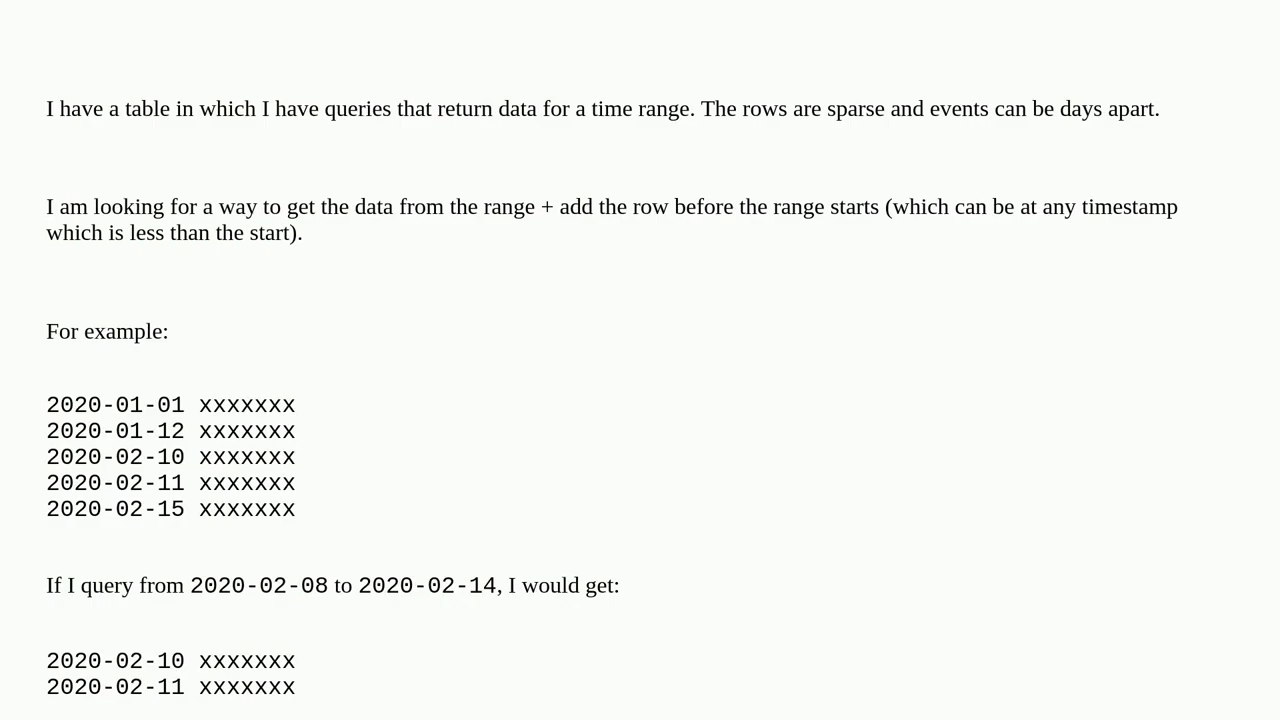 I have a table in which I have queries that return data for a time range. The rows are sparse and events can be days apart.
I am looking for a way to get the data from the range + add the row before the range starts (which can be at any timestamp
which is less than the start).
For example:
2020-01-01 xxxxxxx
2020-01-12 xxxxxxx
2020-02-10 xxxxxxx
2020-02-11 xxxxxxx
2020-02-15 xxxxxxx
If I query from 2020-02-08 to 2020-02-14, I would get:
2020-02-10 xxxxxxx
2020-02-11 xxxxxxx